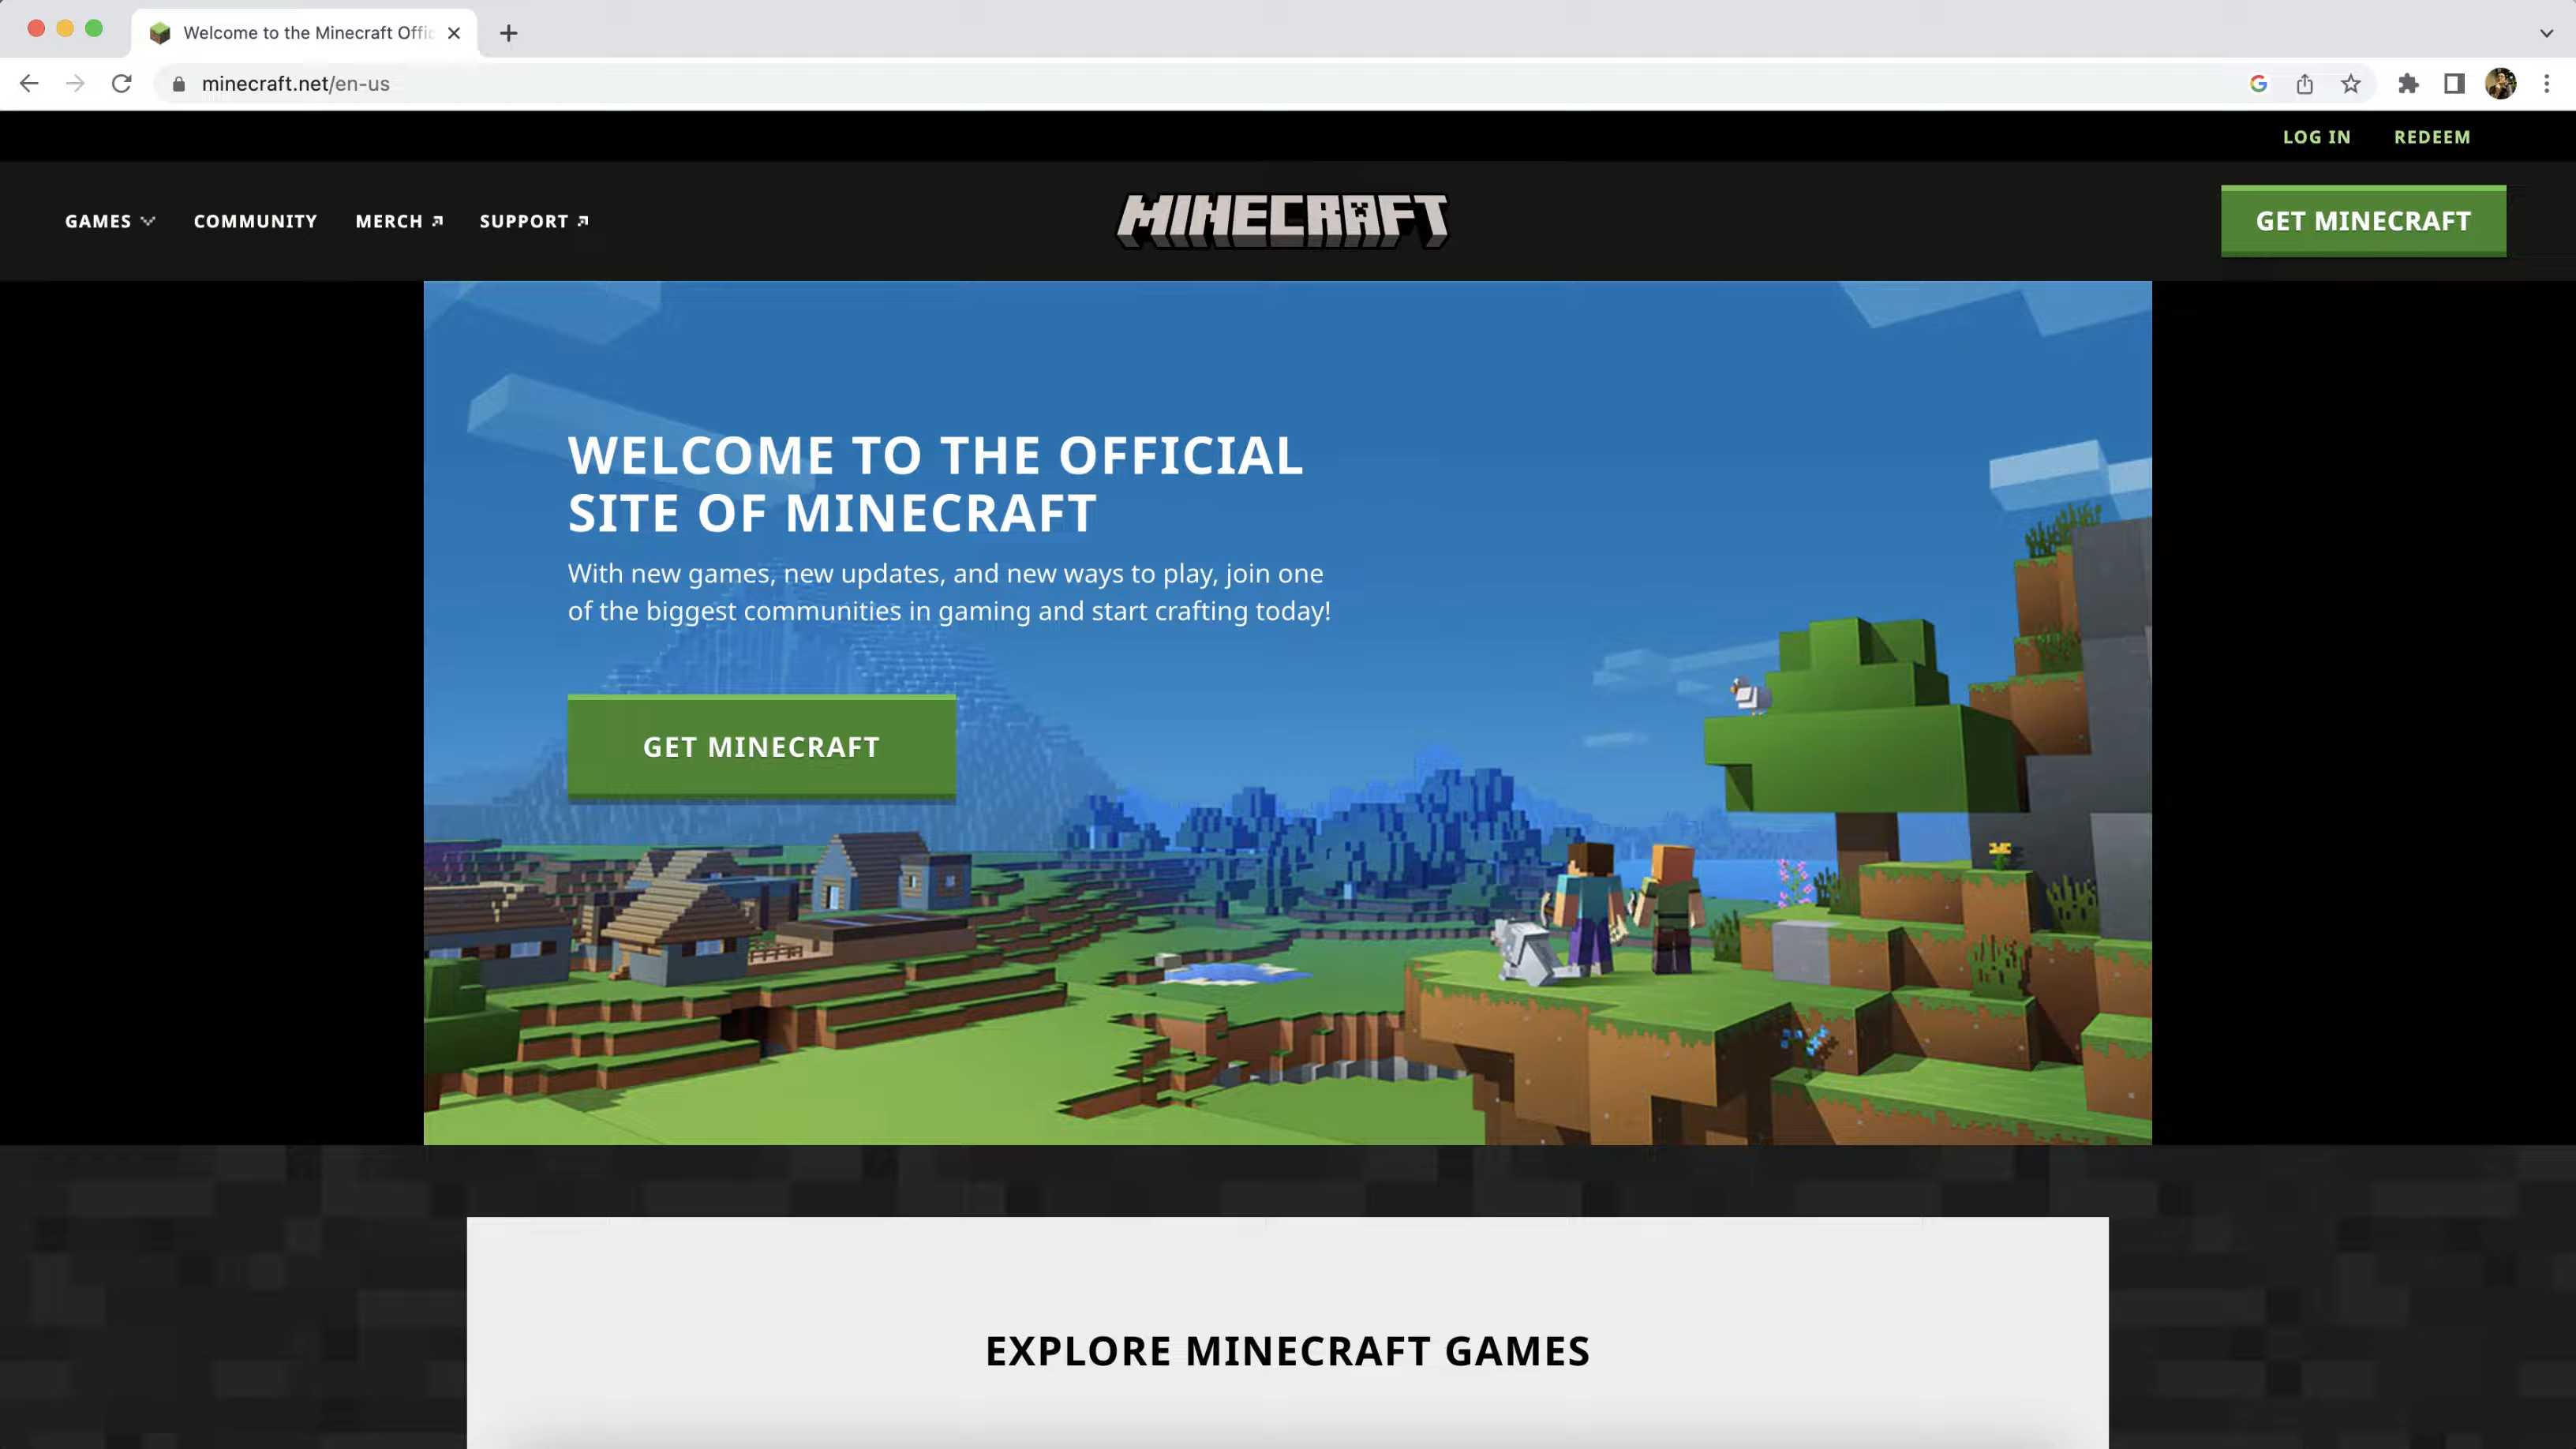 Welcome to the Minecraft Offic
minecraft.net/en-us
LOG IN REDEEM
GAMES COMMUNITY MERCH SUPPORT MINECRAFT GET MINECRAFT
WELCOME TO THE OFFICIAL
SITE OF MINECRAFT
With new games, new updates, and new ways to play, join one
of the biggest communities in gaming and start crafting today!
GET MINECRAFT
EXPLORE MINECRAFT GAMES